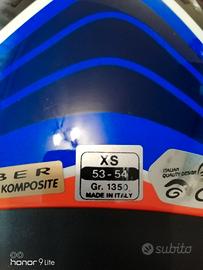 XS
53 - 54
Gr. 1350
MADE IN ITALY
BER
KOMPOSITE
ITALIAN
QUALITY DESIGN
honor 9 Lite
subito